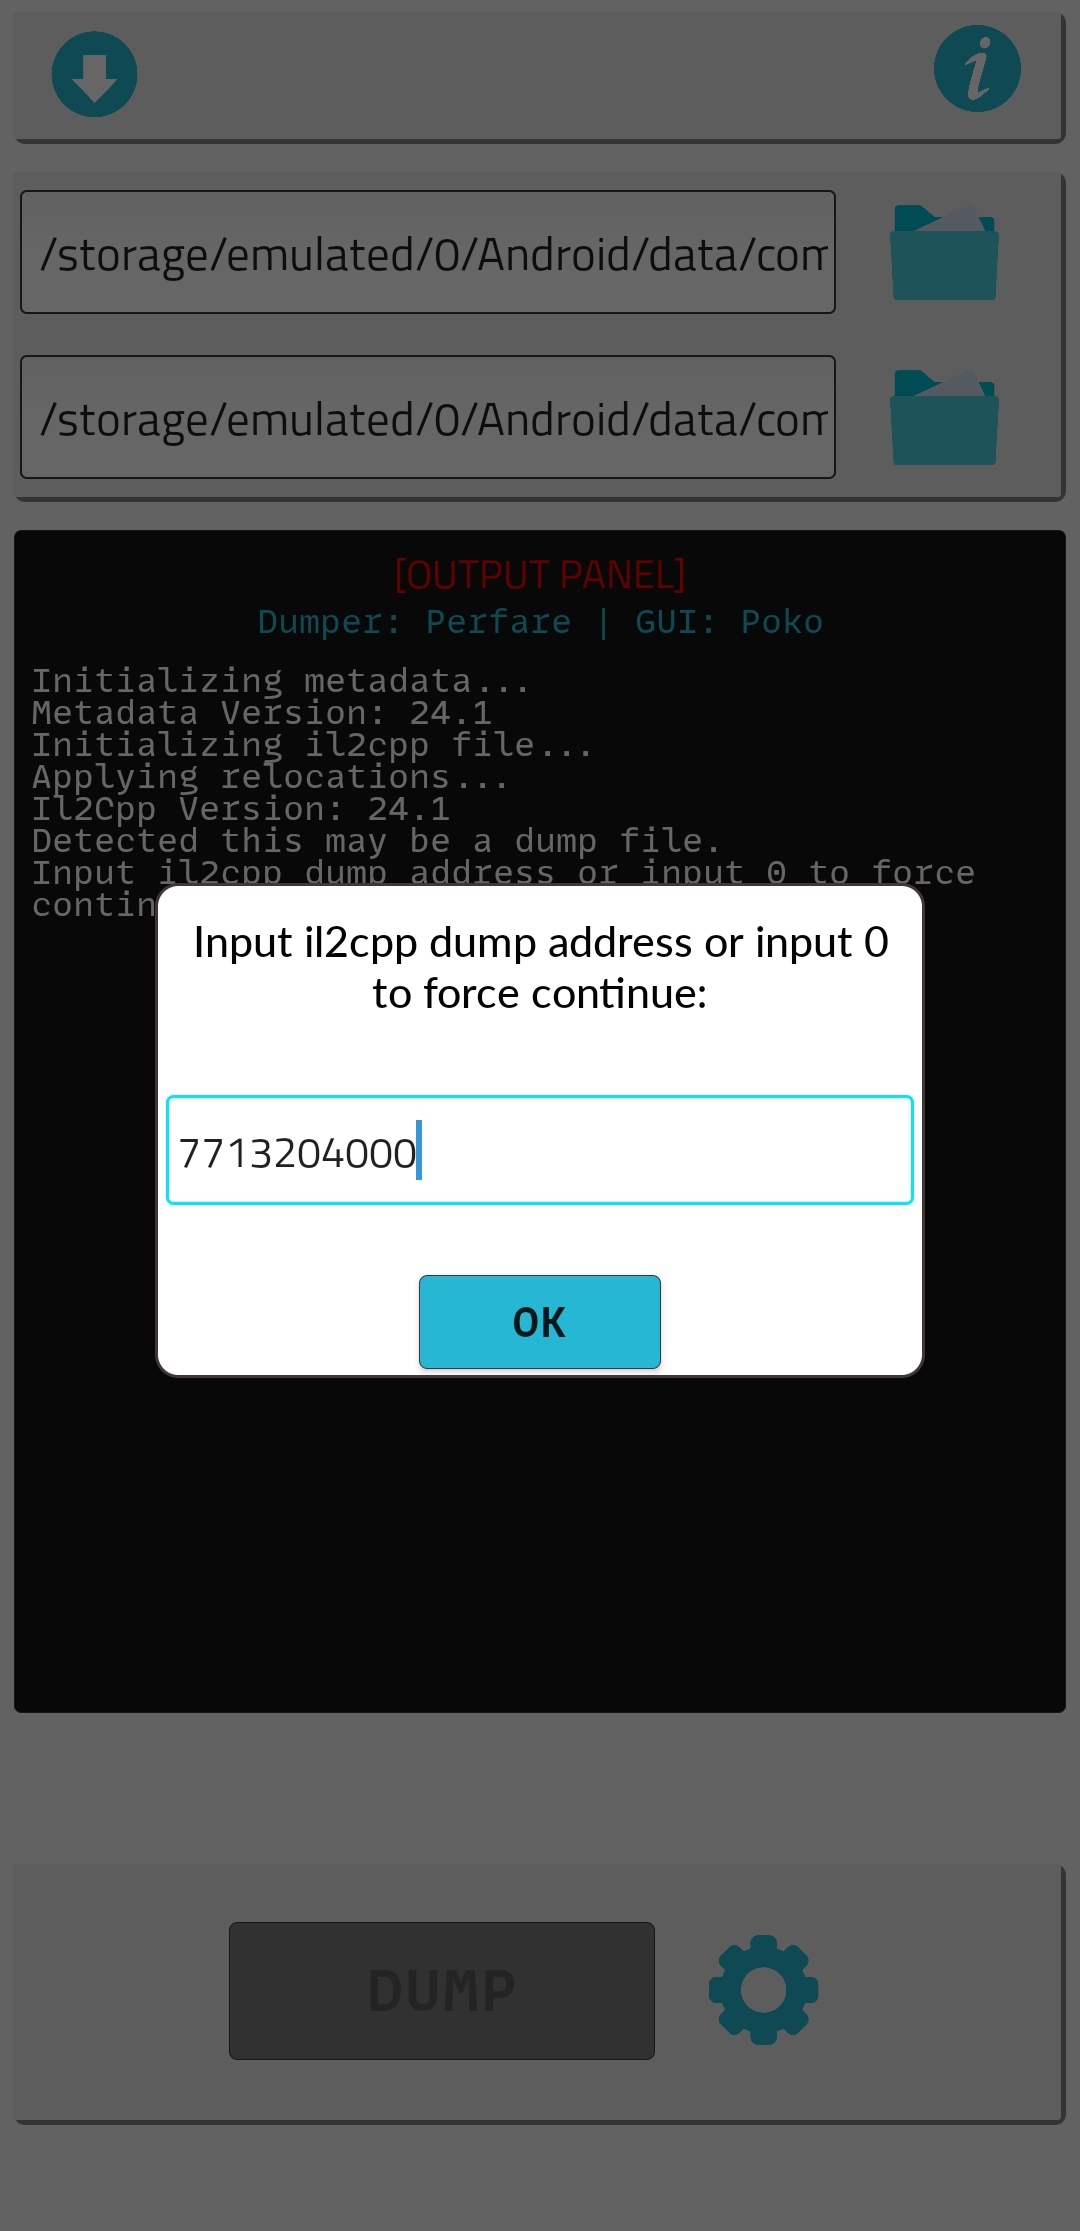 /storage/emulated/0/Android/data/com
/storage/emulated/0/Android/data/com
[OUTPUT PANEL]
Dumper: Perfare | GUI: Poko
Initializing metadata...
Metadata Version: 24.1
Initializing il2cpp file...
Applying relocations...
Il2Cpp Version: 24.1
Detected this may be a dump file.
Input il2cpp dump address or input 0 to force
contin
Input il2cpp dump address or input 0
to force continue:
7713204000
OK
DUMP